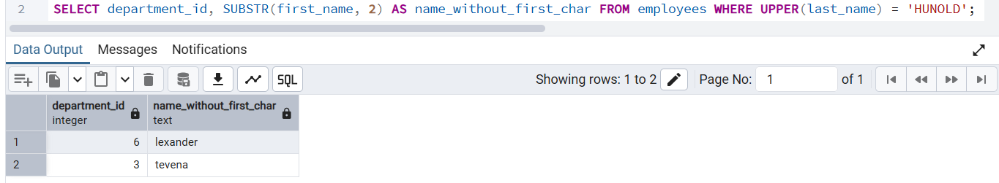 2 SELECT department_id, SUBSTR(first_name, 2) AS name_without_first_char FROM employees WHERE UPPER(last_name) = 'HUNOLD';
Data Output Messages Notifications
SQL Showing rows: 1 to 2 Page No: 1 of 1
department_id name_without_first_char
integer text
1 6 lexander
2 3 tevena